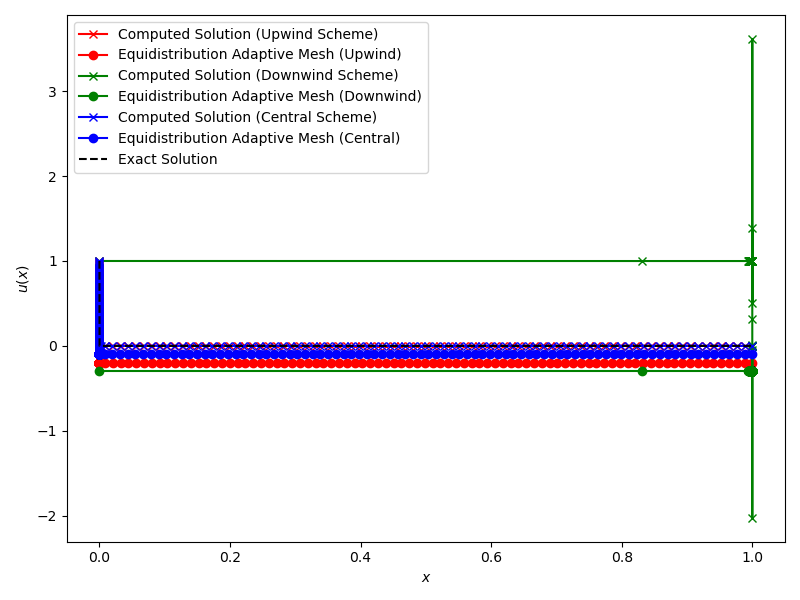 Computed Solution (Upwind Scheme)
Equidistribution Adaptive Mesh (Upwind)
Computed Solution (Downwind Scheme)
Equidistribution Adaptive Mesh (Downwind)
Computed Solution (Central Scheme)
Equidistribution Adaptive Mesh (Central)
Exact Solution
3
2
1
0
−1
−2
u(x)
0.0 0.2 0.4 0.6 0.8 1.0
x